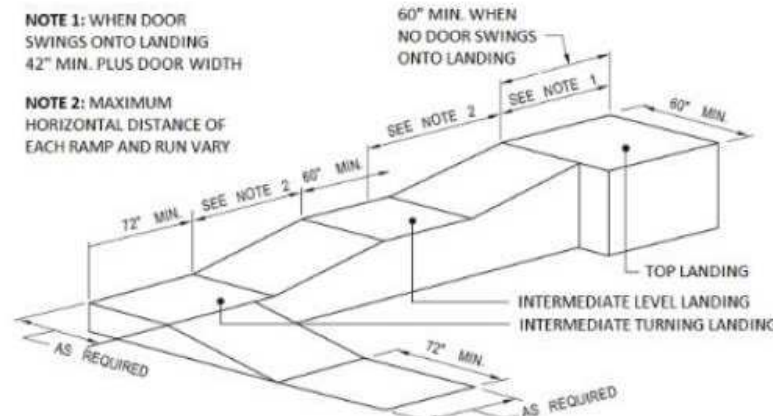 NOTE 1: WHEN DOOR
SWINGS ONTO LANDING
42" MIN. PLUS DOOR WIDTH
NOTE 2: MAXIMUM
HORIZONTAL DISTANCE OF
EACH RAMP AND RUN VARY
60" MIN. WHEN
NO DOOR SWINGS
ONTO LANDING
SEE NOTE 1
60" MIN.
SEE NOTE 2
60" MIN.
SEE NOTE 2
72" MIN.
TOP LANDING
INTERMEDIATE LEVEL LANDING
INTERMEDIATE TURNING LANDING
AS REQUIRED
72" MIN.
AS REQUIRED